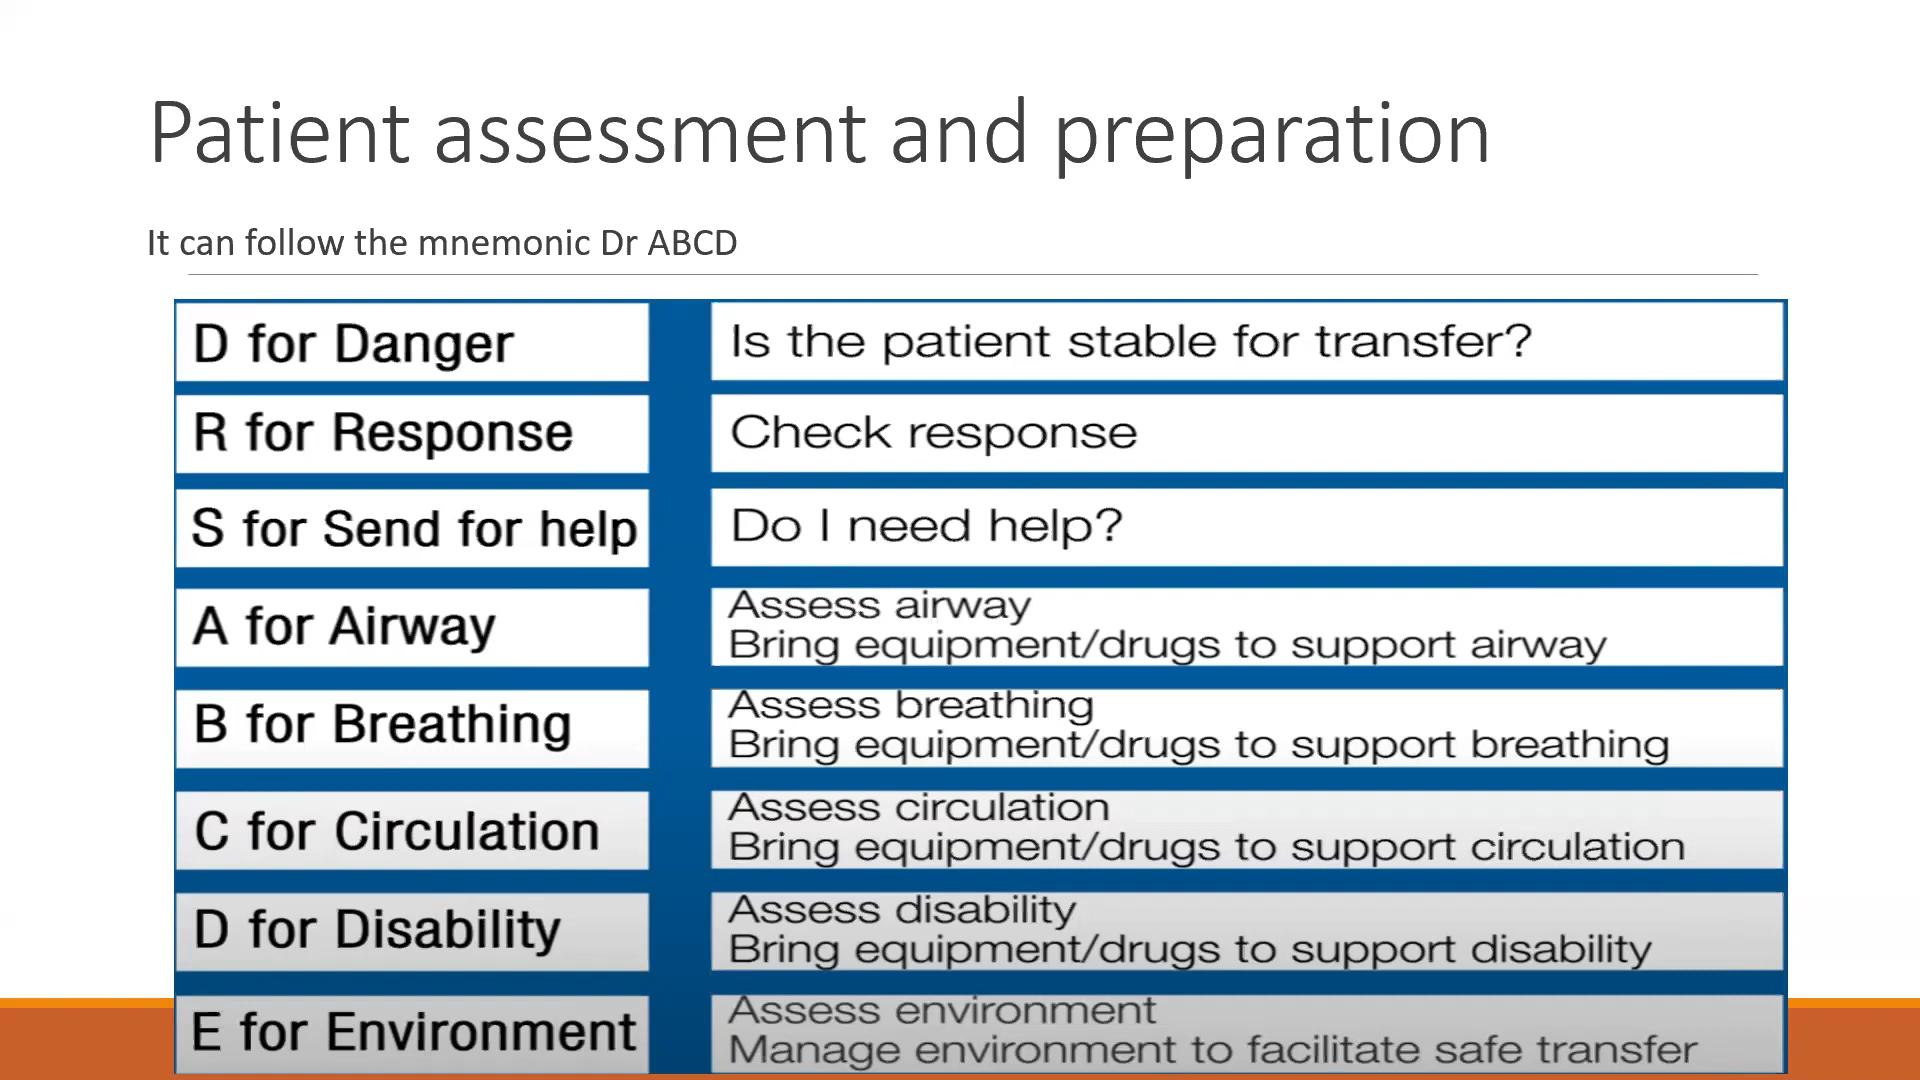 Patient assessment and preparation
It can follow the mnemonic Dr ABCD
D for Danger
Is the patient stable for transfer?
R for Response
Check response
S for Send for help
Do I need help?
A for Airway
Assess airway
Bring equipment/drugs to support airway
B for Breathing
Assess breathing
Bring equipment/drugs to support breathing
C for Circulation
Assess circulation
Bring equipment/drugs to support circulation
D for Disability
Assess disability
Bring equipment/drugs to support disability
E for Environment
Assess environment
Manage environment to facilitate safe transfer